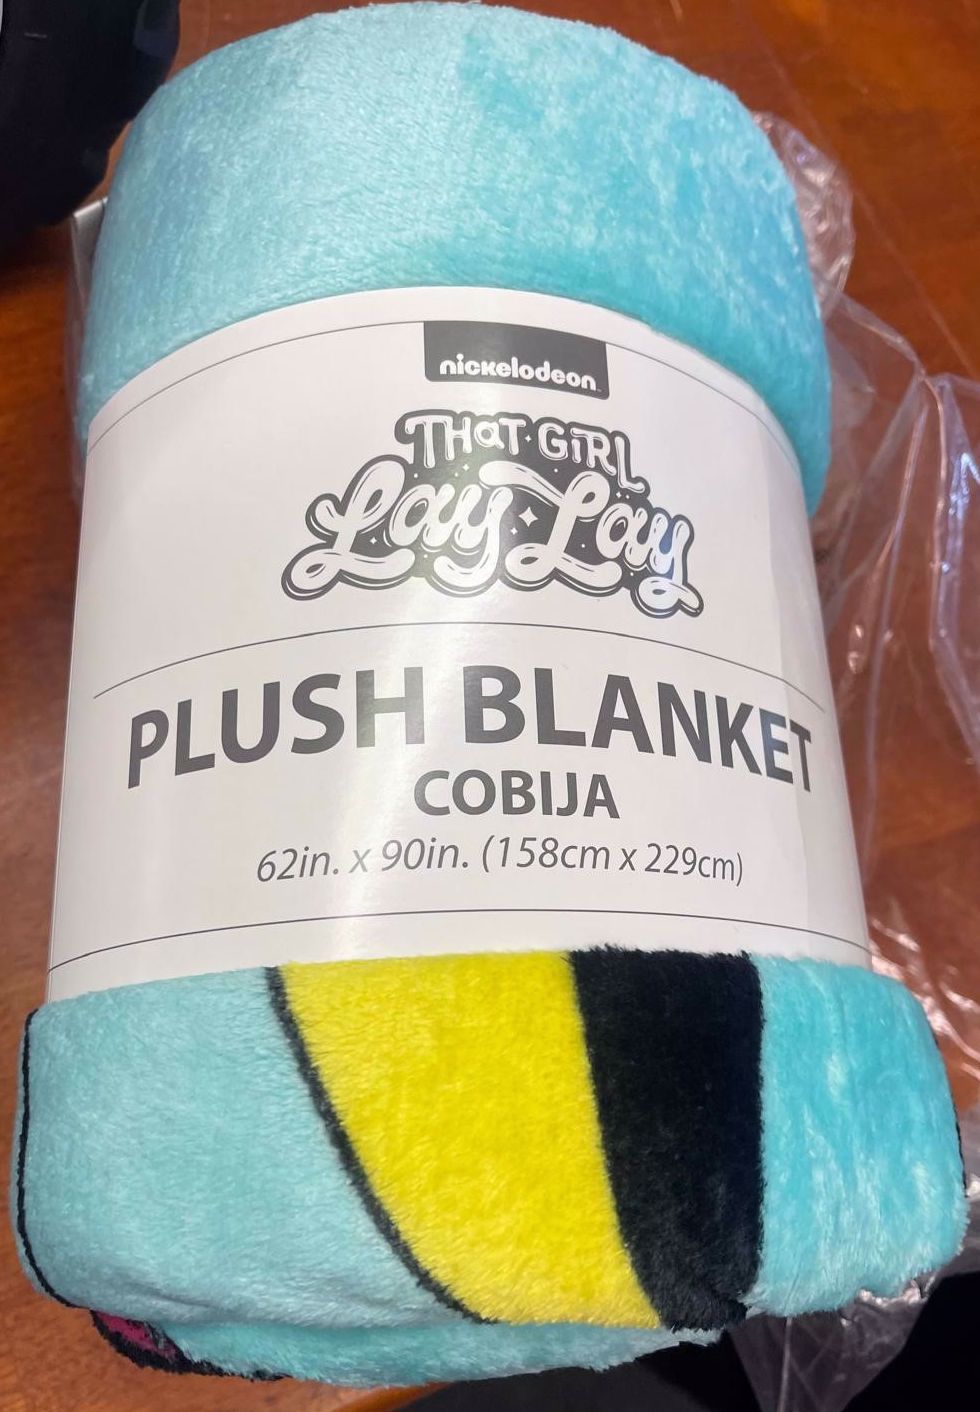 nickelodeon
THAT GIRL
Lay Lay
PLUSH BLANKET
COBIJA
62in. x 90in. (158cm x 229cm)